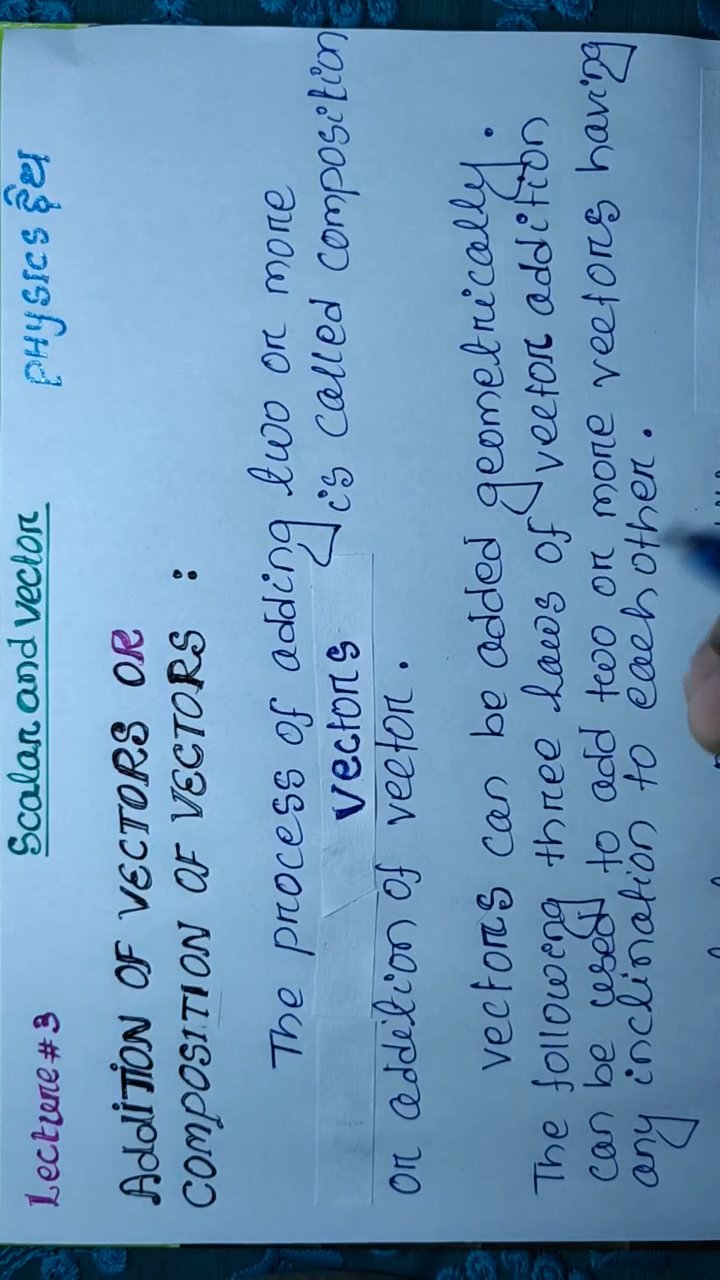 Lecture#3 Scalar and vector PHYSICS
ADDITION OF VECTORS OR
COMPOSITION OF VECTORS :
The process of adding two or more
vectors is called composition
or addition of vector.
vectors can be added geometrically.
The following three laws of vector addition
can be used to add two or more vectors having
any inclination to each other.